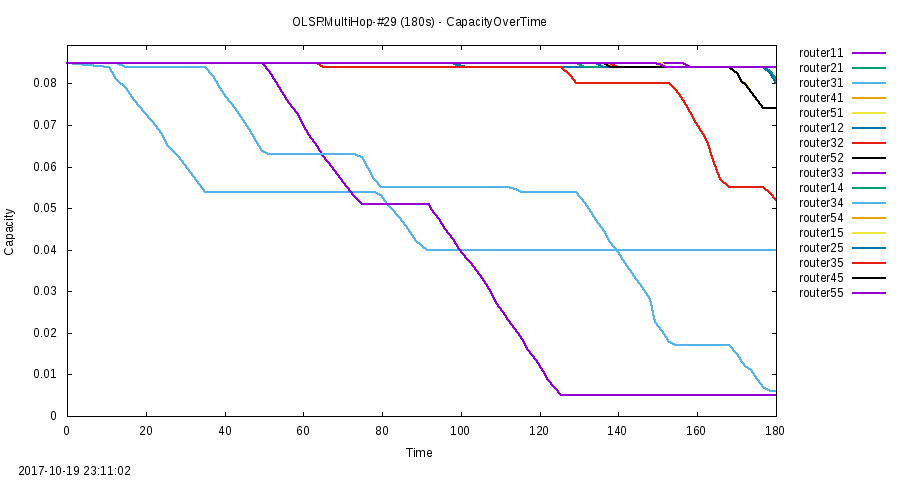 OLSRMultiHop-#29 (180s) - CapacityOverTime
router11
router21
router31
router41
router51
router12
router32
router52
router33
router14
router34
router54
router15
router25
router35
router45
router55
0.08
0.07
0.06
0.05
0.04
0.03
0.02
0.01
0
Capacity
0 20 40 60 80 100 120 140 160 180
Time
2017-10-19 23:11:02